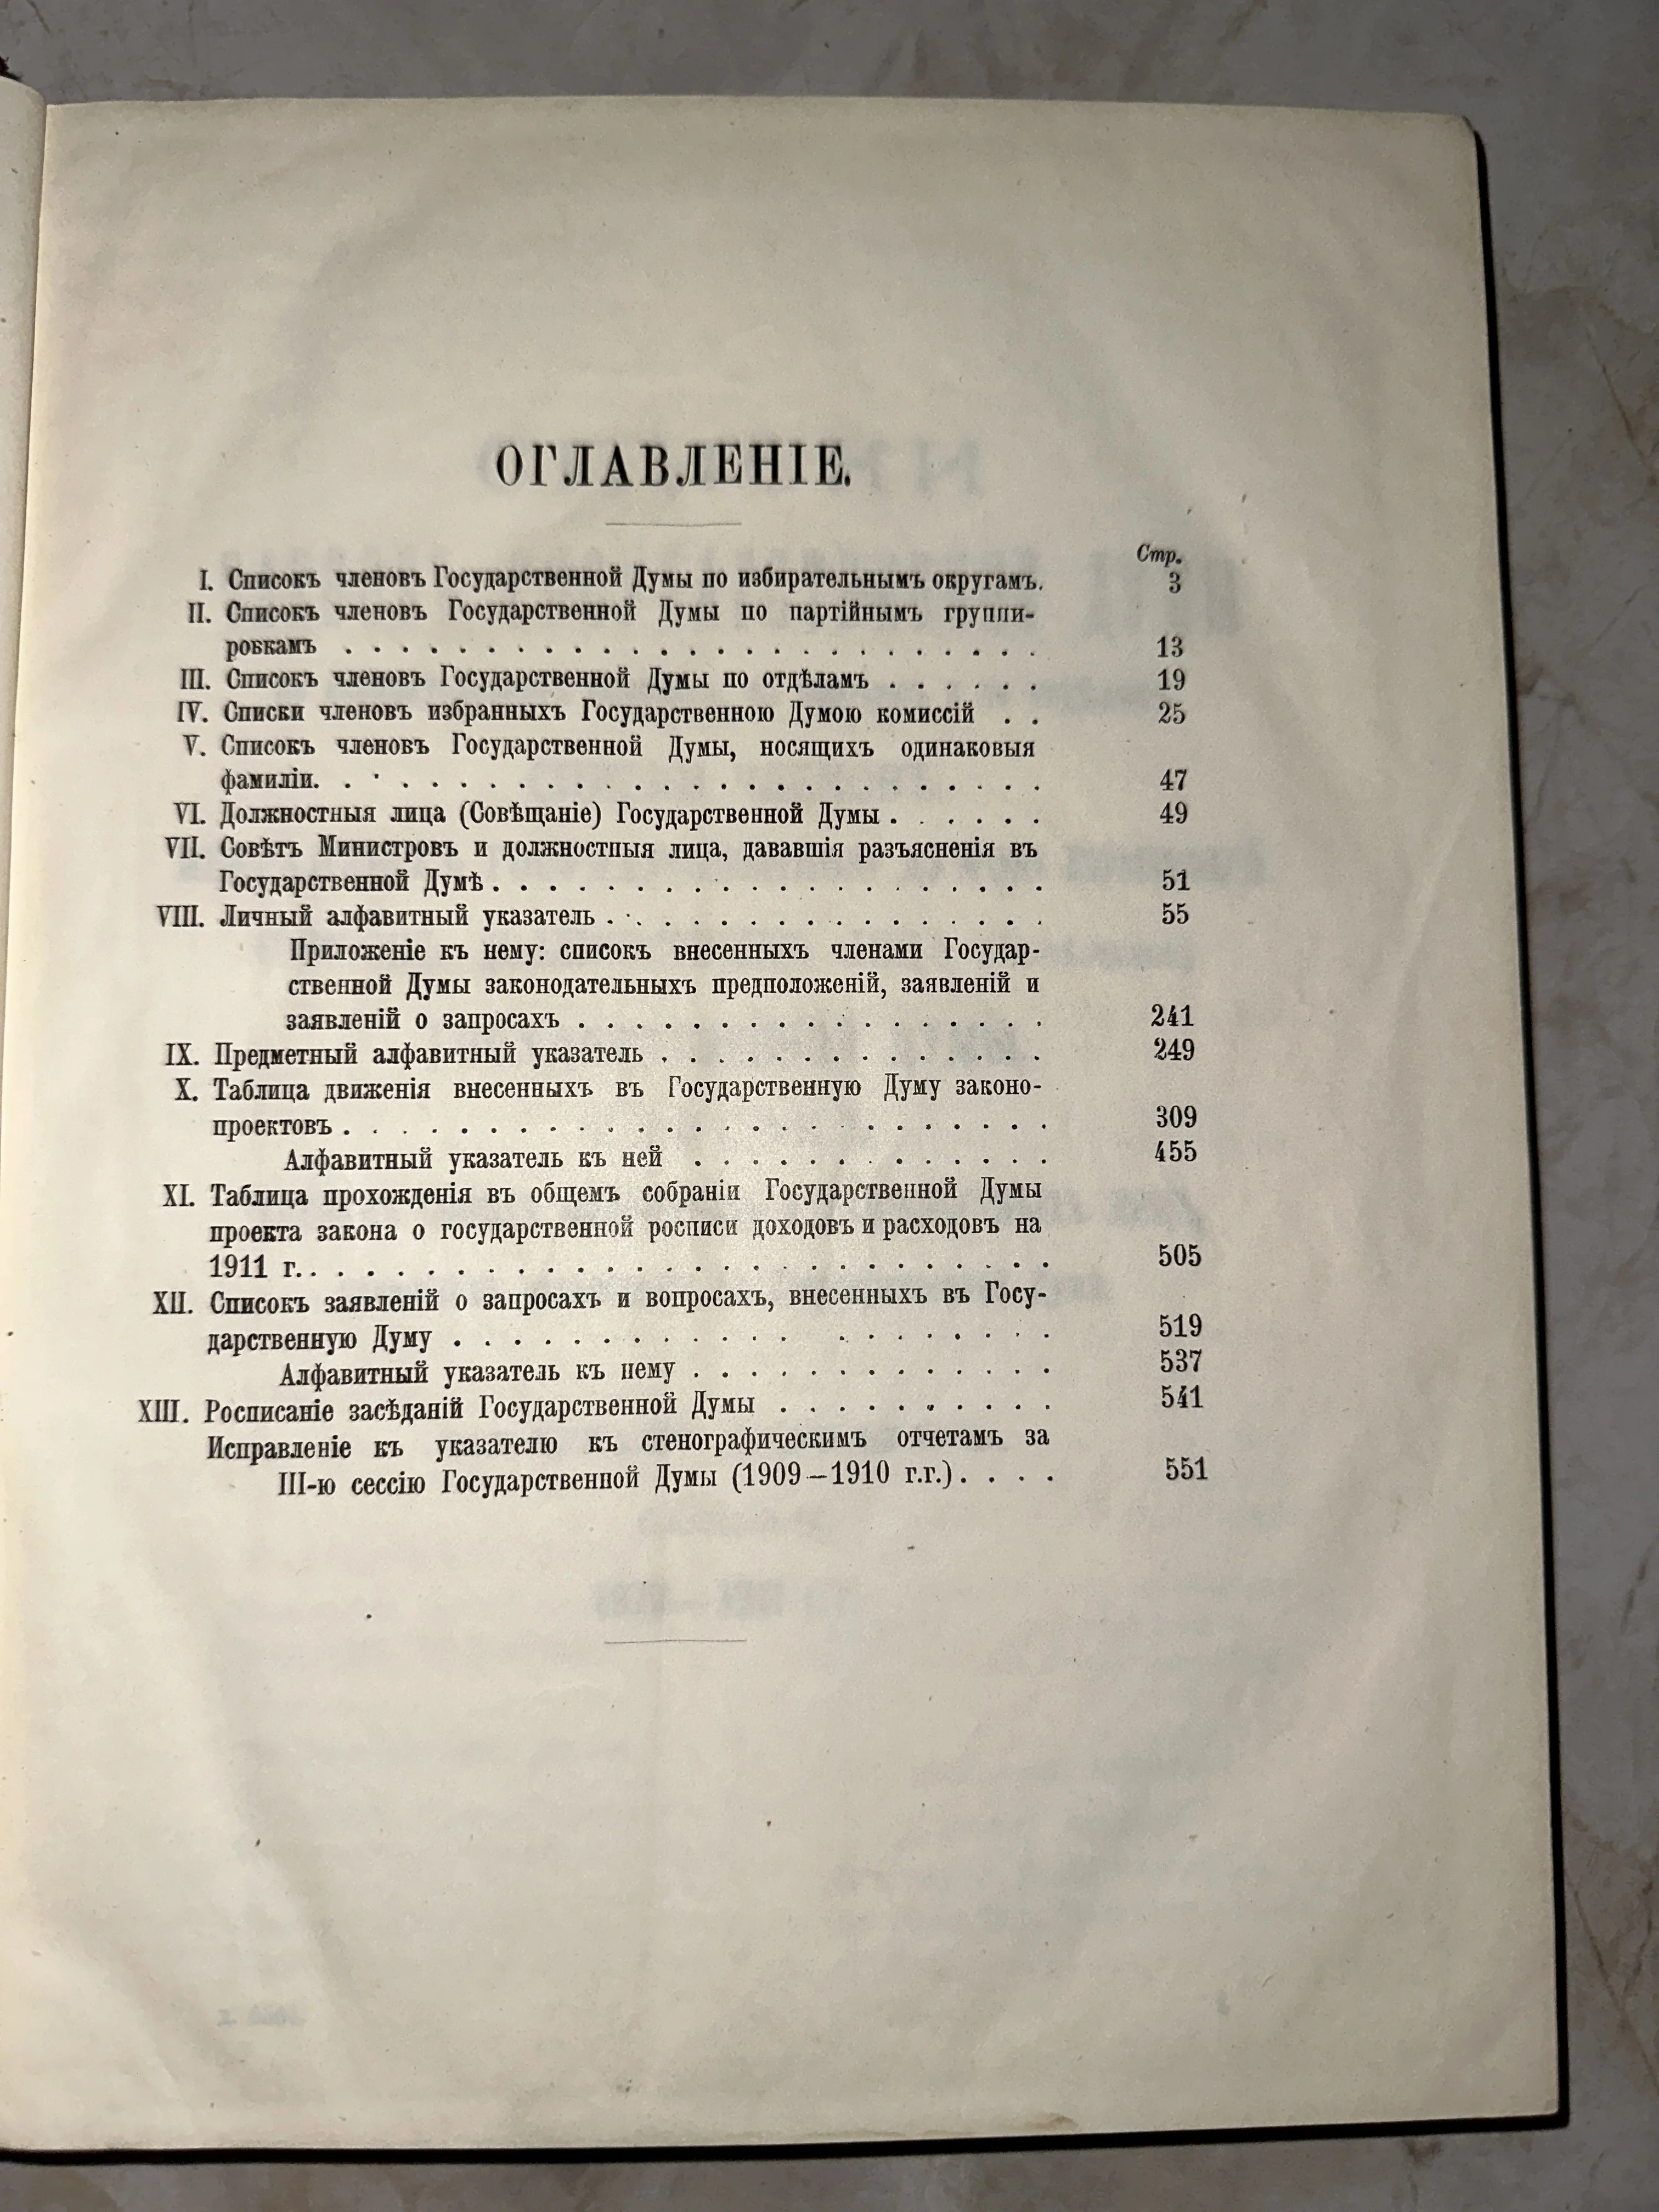 ОГЛАВЛЕНІЕ.
Стр.
I. Списокъ членовъ Государственной Думы по избирательнымъ округамъ. 3
II. Списокъ членовъ Государственной Думы по партійнымъ группи-
ровкамъ . . . . . . . . . . . . . . . . . . . . . . . . . 13
III. Списокъ членовъ Государственной Думы по отдѣламъ . . . . . . 19
IV. Списки членовъ избранныхъ Государственною Думою комиссій . . 25
V. Списокъ членовъ Государственной Думы, носящихъ одинаковыя
фамиліи. . . . . . . . . . . . . . . . . . . . . . . . . . 47
VI. Должностныя лица (Совѣщаніе) Государственной Думы . . . . . . 49
VII. Совѣтъ Министровъ и должностныя лица, дававшія разъясненія въ
Государственной Думѣ . . . . . . . . . . . . . . . . . . . . 51
VIII. Личный алфавитный указатель . . . . . . . . . . . . . . . . 55
Приложеніе къ нему: списокъ внесенныхъ членами Государ-
ственной Думы законодательныхъ предположеній, заявленій и
заявленій о запросахъ . . . . . . . . . . . . . . . . . 241
IX. Предметный алфавитный указатель . . . . . . . . . . . . . . 249
X. Таблица движенія внесенныхъ въ Государственную Думу законо-
проектовъ . . . . . . . . . . . . . . . . . . . . . . . . . 309
Алфавитный указатель къ ней . . . . . . . . . . . . . 455
XI. Таблица прохожденія въ общемъ собраніи Государственной Думы
проекта закона о государственной росписи доходовъ и расходовъ на
1911 г. . . . . . . . . . . . . . . . . . . . . . . . . . . 505
XII. Списокъ заявленій о запросахъ и вопросахъ, внесенныхъ въ Госу-
дарственную Думу . . . . . . . . . . . . . . . . . . . . 519
Алфавитный указатель къ нему . . . . . . . . . . . . . 537
XIII. Росписаніе засѣданій Государственной Думы . . . . . . . . . . 541
Исправленіе къ указателю къ стенографическимъ отчетамъ за
III-ю сессію Государственной Думы (1909—1910 г.г.) . . . . 551